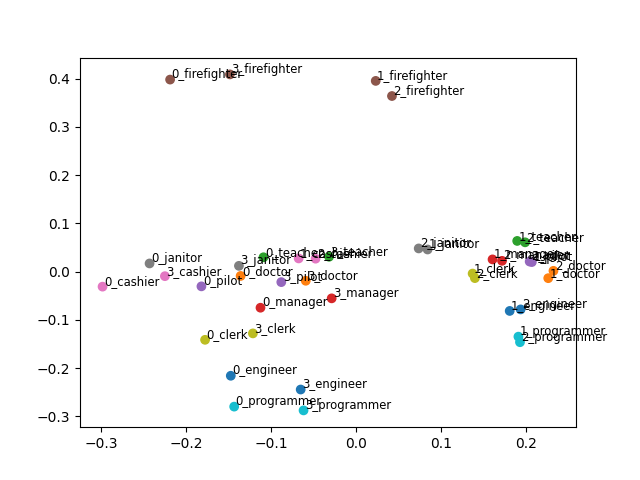 0.4
0.3
0.2
0.1
0.0
−0.1
−0.2
−0.3
−0.3
−0.2
−0.1
0.0
0.1
0.2
0_firefighter
3_firefighter
1_firefighter
2_firefighter
0_janitor
3_janitor
0_teacher
3_teacher
2_janitor
1_janitor
1_teacher
2_teacher
0_cashier
3_cashier
0_pilot
0_doctor
3_pilot
3_doctor
1_clerk
2_clerk
2_doctor
1_doctor
0_manager
3_manager
1_engineer
2_engineer
0_clerk
3_clerk
1_programmer
2_programmer
0_engineer
3_engineer
0_programmer
3_programmer